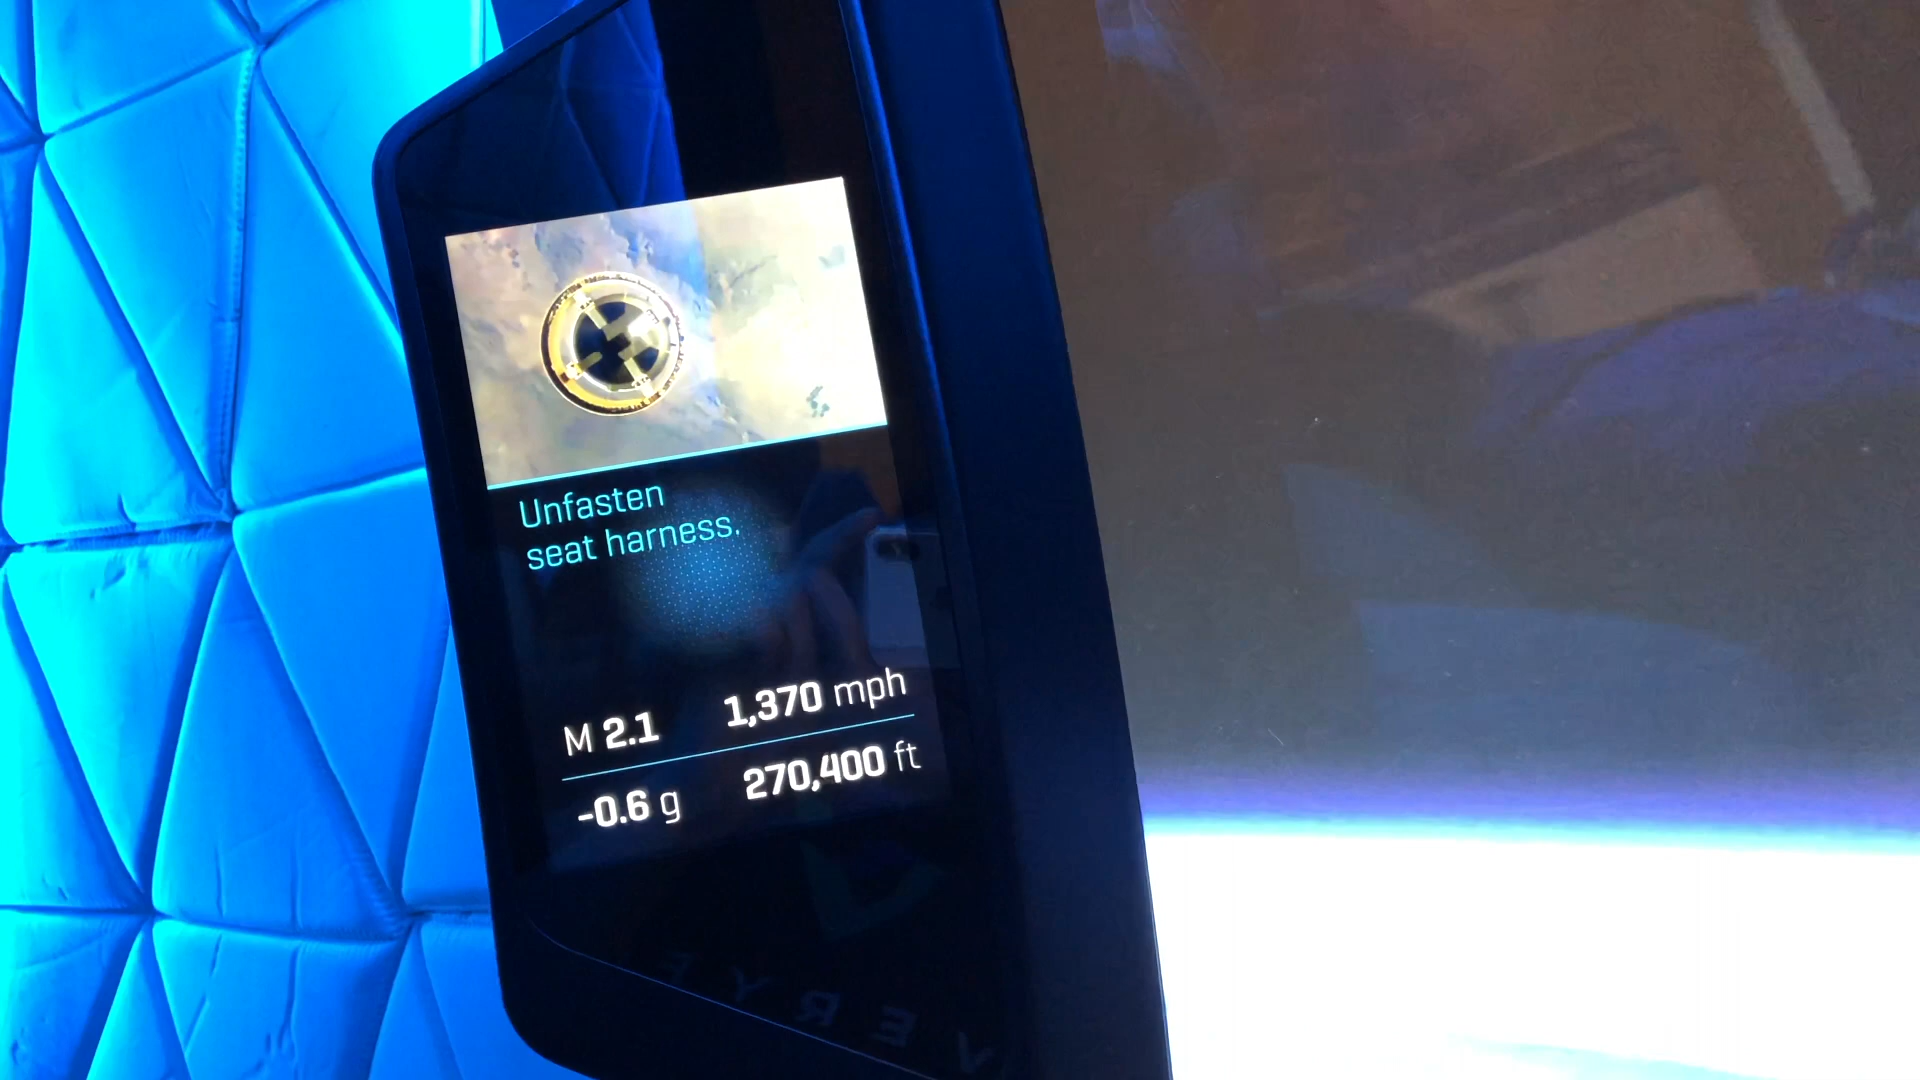 Unfasten
seat harness.
M 2.1 1,370 mph
-0.6 g 270,400 ft